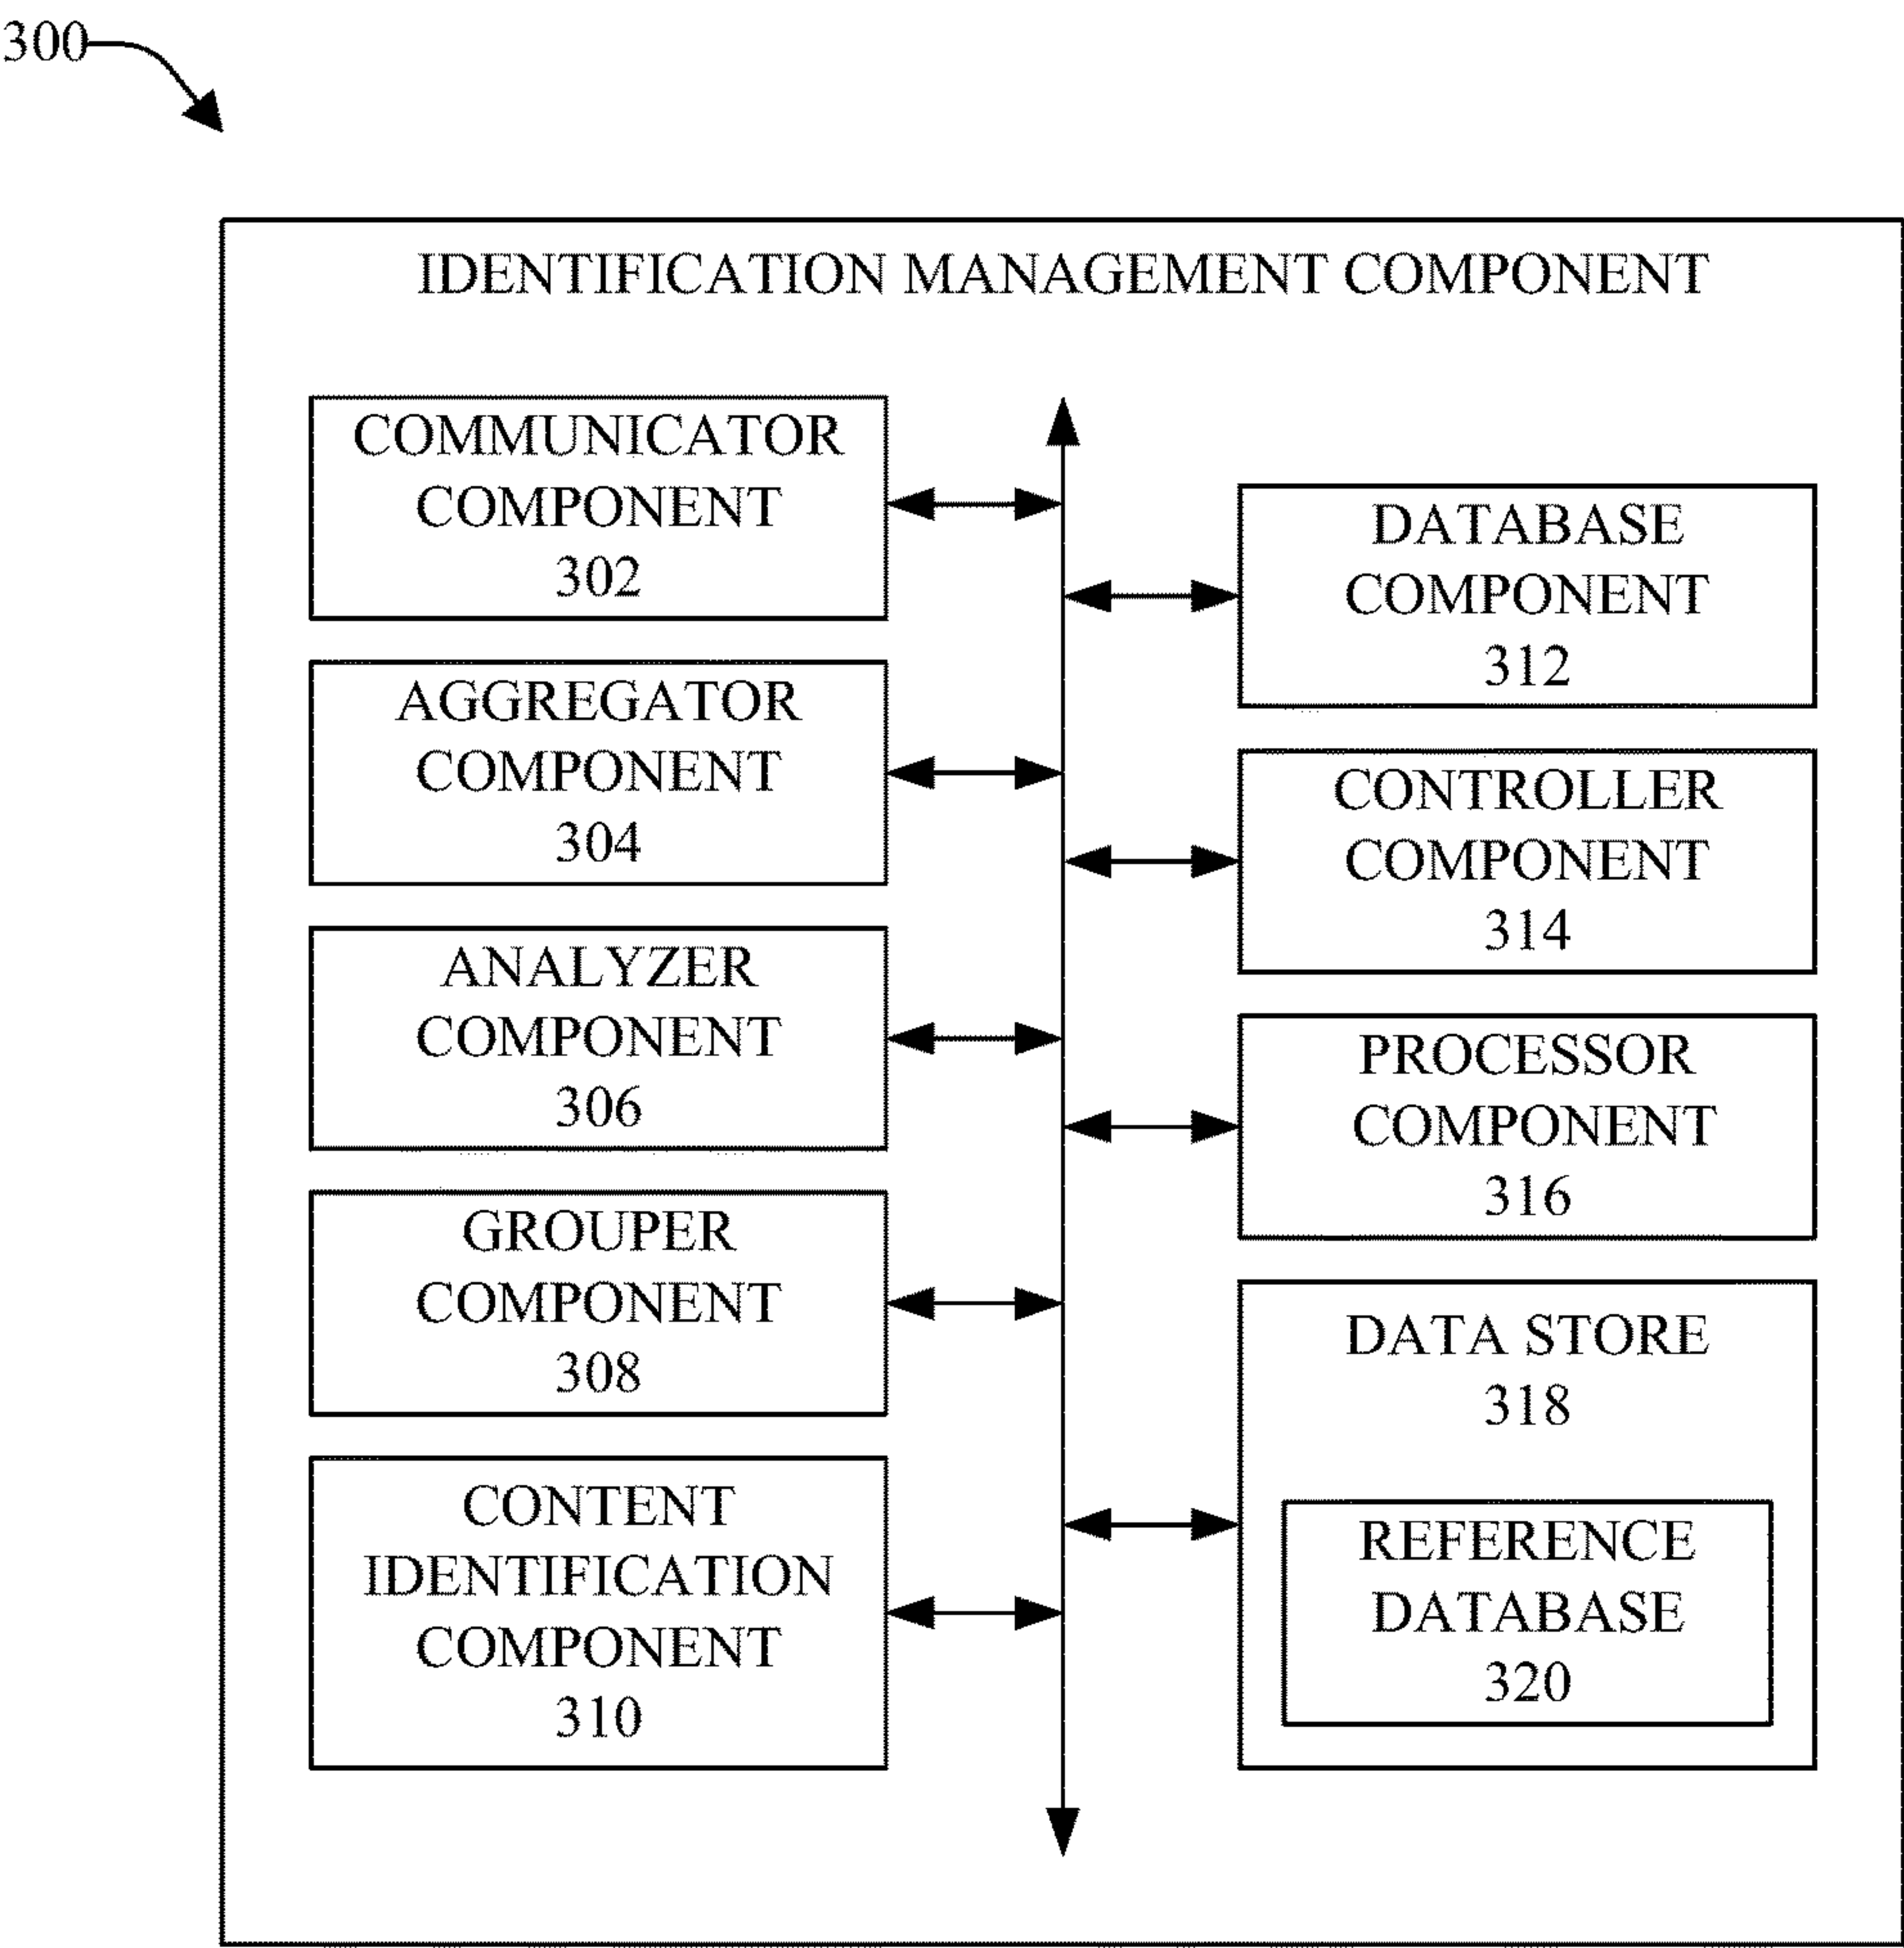 300
IDENTIFICATION MANAGEMENT COMPONENT
COMMUNICATOR
COMPONENT
302
AGGREGATOR
COMPONENT
304
ANALYZER
COMPONENT
306
GROUPER
COMPONENT
308
CONTENT
IDENTIFICATION
COMPONENT
310
DATABASE
COMPONENT
312
CONTROLLER
COMPONENT
314
PROCESSOR
COMPONENT
316
DATA STORE
318
REFERENCE
DATABASE
320